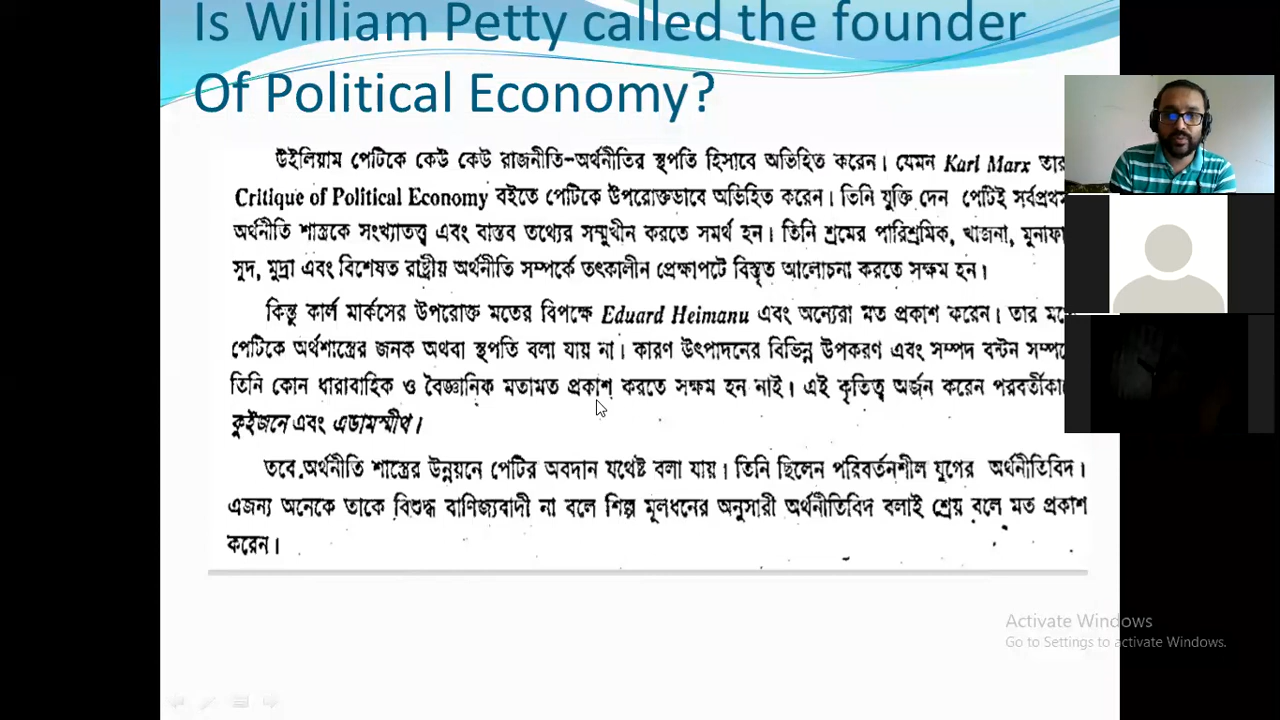 Is William Petty called the founder
Of Political Economy?
উইলিয়াম পেটিকে কেউ কেউ রাজনীতি-অর্থনীতির স্থপতি হিসাবে অভিহিত করেন। যেমন Karl Marx তার
Critique of Political Economy বইতে পেটিকে উপরোক্তভাবে অভিহিত করেন। তিনি যুক্তি দেন পেটিই সর্বপ্রথম
অর্থনীতি শাস্ত্রকে সংখ্যাতত্ত্ব এবং বাস্তব তথ্যের সম্মুখীন করতে সমর্থ হন। তিনি শ্রমের পারিশ্রমিক, খাজনা, মুনাফা
সুদ, মুদ্রা এবং বিশেষত রাষ্ট্রীয় অর্থনীতি সম্পর্কে তৎকালীন প্রেক্ষাপটে বিস্তৃত আলোচনা করতে সক্ষম হন।
কিন্তু কার্ল মার্কসের উপরোক্ত মতের বিপক্ষে Eduard Heimanu এবং অন্যেরা মত প্রকাশ করেন। তার
পেটিকে অর্থশাস্ত্রের জনক অথবা স্থপতি বলা যায় না। কারণ উৎপাদনের বিভিন্ন উপকরণ এবং সম্পদ বন্টন
তিনি কোন ধারাবাহিক ও বৈজ্ঞানিক মতামত প্রকাশ করতে সক্ষম হন নাই। এই কৃতিত্ব অর্জন করেন
কুইজনে এবং এডামস্মীথ।
তবে অর্থনীতি শাস্ত্রের উন্নয়নে পেটির অবদান যথেষ্ট বলা যায়। তিনি ছিলেন পরিবর্তনশীল যুগের অর্থনীতিবিদ।
এজন্য অনেকে তাকে বিশুদ্ধ বাণিজ্যবাদী না বলে শিল্প মূলধনের অনুসারী অর্থনীতিবিদ বলাই শ্রেয় বলে মত প্রকাশ
করেন।
Activate Windows
Go to Settings to activate Windows.